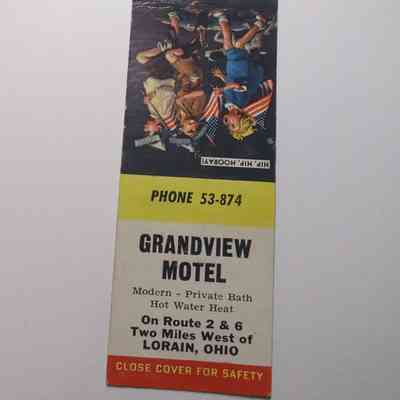 HIP, HIP, HOORAY!
PHONE 53-874
GRANDVIEW
MOTEL
Modern - Private Bath
Hot Water Heat
On Route 2 & 6
Two Miles West of
LORAIN, OHIO
CLOSE COVER FOR SAFETY